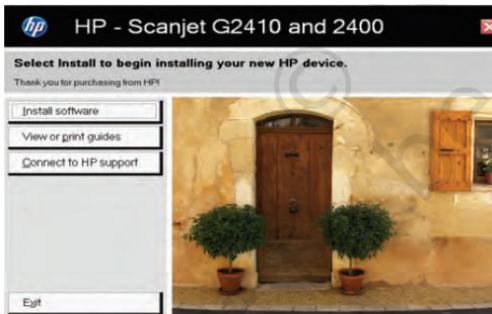 hp
HP - Scanjet G2410 and 2400
Select Install to begin installing your new HP device.
Thank you for purchasing from HP!
Install software
View or print guides
Connect to HP support
Exit